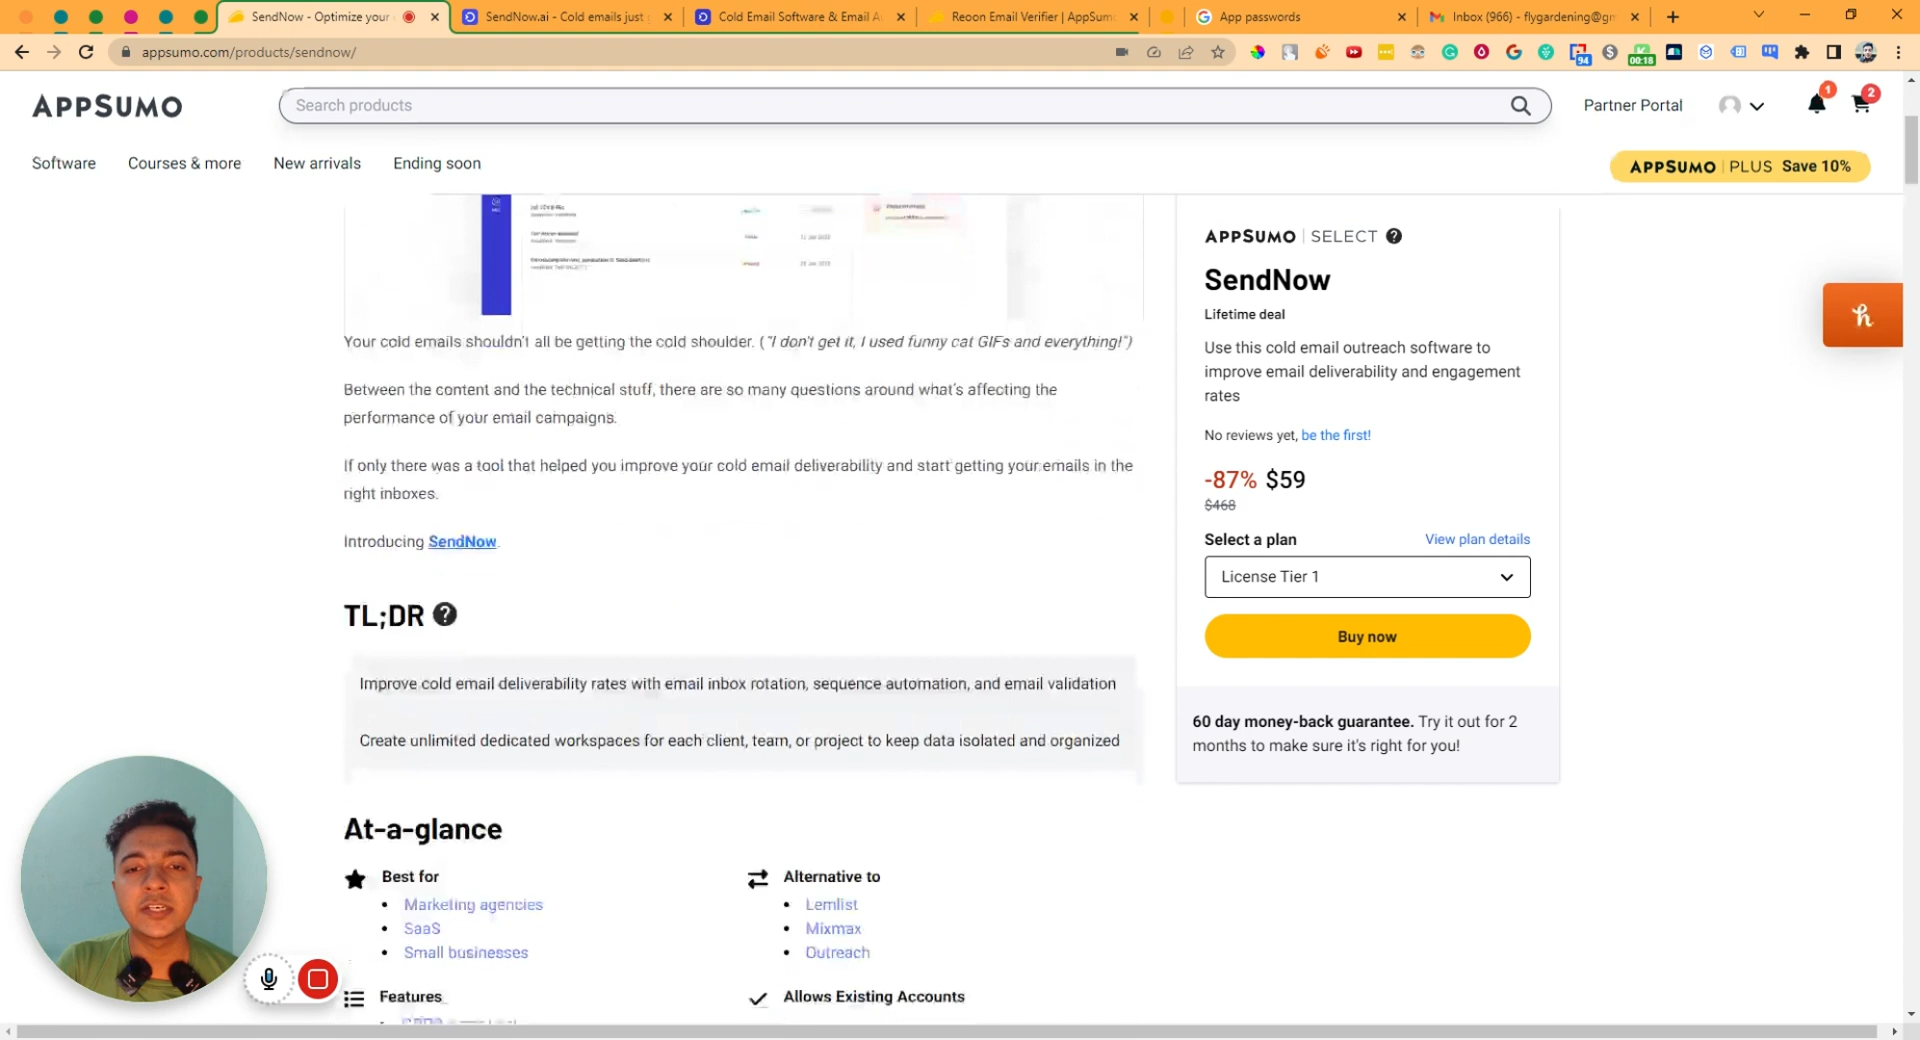 SendNow - Optimize your
SendNow.ai - Cold emails just
Cold Email Software & Email A
Reoon Email Verifier | AppSumo
App passwords
Inbox (966) - flygardening@gm
appsumo.com/products/sendnow/
94
00:18
APPSUMO
Search products
Partner Portal
1
2
Software
Courses & more
New arrivals
Ending soon
APPSUMO | PLUS Save 10%
APPSUMO | SELECT ?
SendNow
Lifetime deal
Use this cold email outreach software to
improve email deliverability and engagement
rates
No reviews yet, be the first!
-87% $59
$468
Select a plan
View plan details
License Tier 1
Buy now
60 day money-back guarantee. Try it out for 2
months to make sure it's right for you!
Your cold emails shouldn't all be getting the cold shoulder. ("I don't get it, I used funny cat GIFs and everything!")
Between the content and the technical stuff, there are so many questions around what's affecting the
performance of your email campaigns.
If only there was a tool that helped you improve your cold email deliverability and start getting your emails in the
right inboxes.
Introducing SendNow.
TL;DR ?
Improve cold email deliverability rates with email inbox rotation, sequence automation, and email validation
Create unlimited dedicated workspaces for each client, team, or project to keep data isolated and organized
At-a-glance
Best for
Marketing agencies
SaaS
Small businesses
Alternative to
Lemlist
Mixmax
Outreach
Features
Allows Existing Accounts